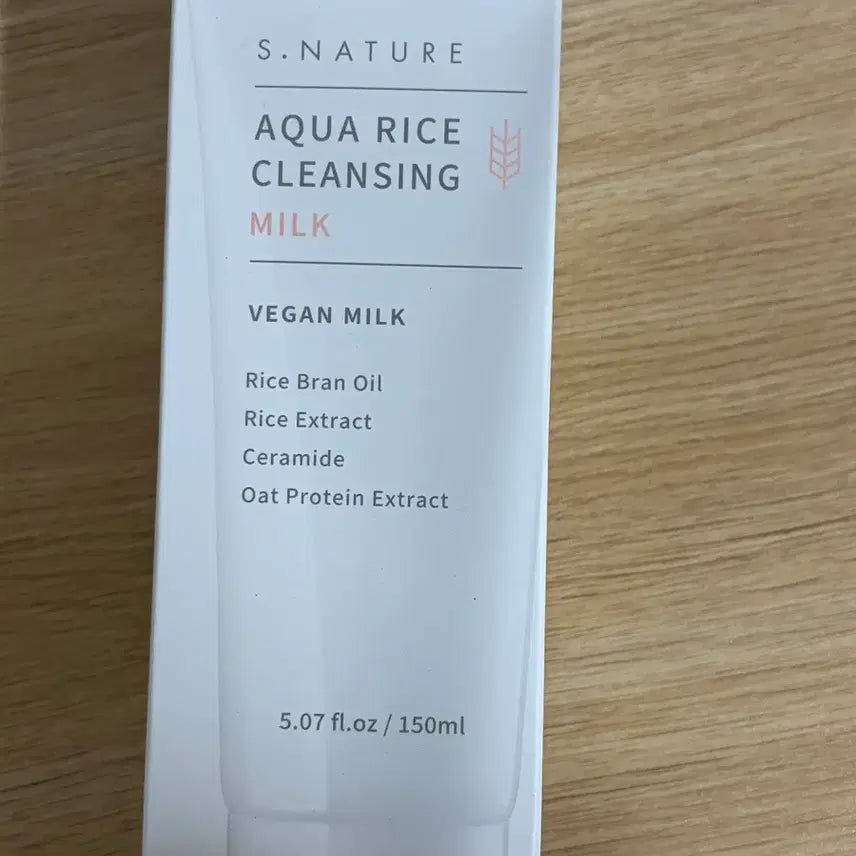 S.NATURE
AQUA RICE
CLEANSING
MILK
VEGAN MILK
Rice Bran Oil
Rice Extract
Ceramide
Oat Protein Extract
5.07 fl.oz / 150ml